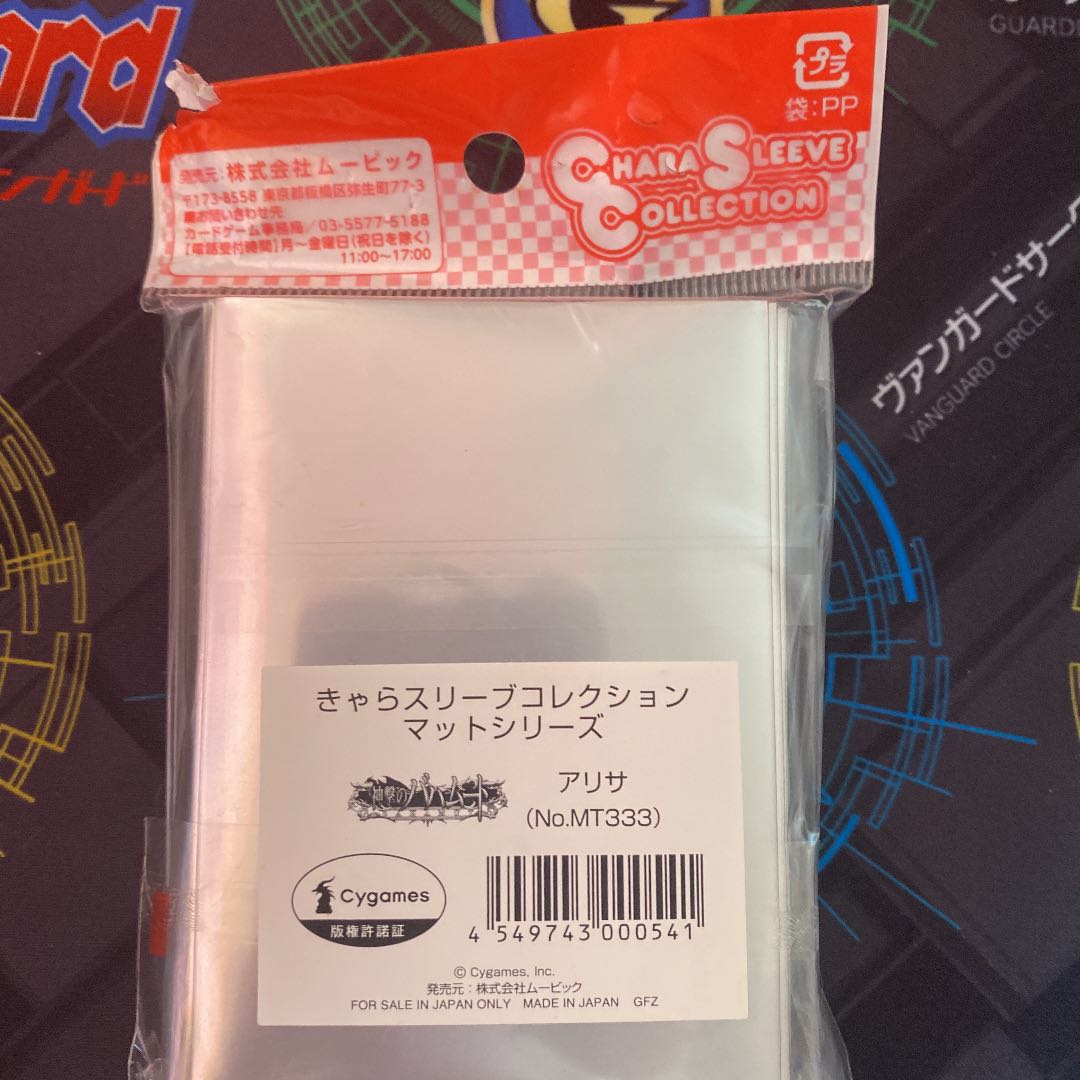 ard
GUARD
プラ
袋:PP
CHARA SLEEVE
COLLECTION
発売元:株式会社ムービック
〒173-8558 東京都板橋区弥生町77-3
■お問い合わせ先
カードゲーム事務局/03-5577-5188
【電話受付時間】月〜金曜日(祝日を除く)
11:00〜17:00
ンガード
ヴァンガードサーク
VANGUARD CIRCLE
きゃらスリーブコレクション
マットシリーズ
神撃のバハムート
アリサ
(No.MT333)
Cygames
版権許諾証
4 549743 000541
© Cygames, Inc.
発売元:株式会社ムービック
FOR SALE IN JAPAN ONLY MADE IN JAPAN GFZ